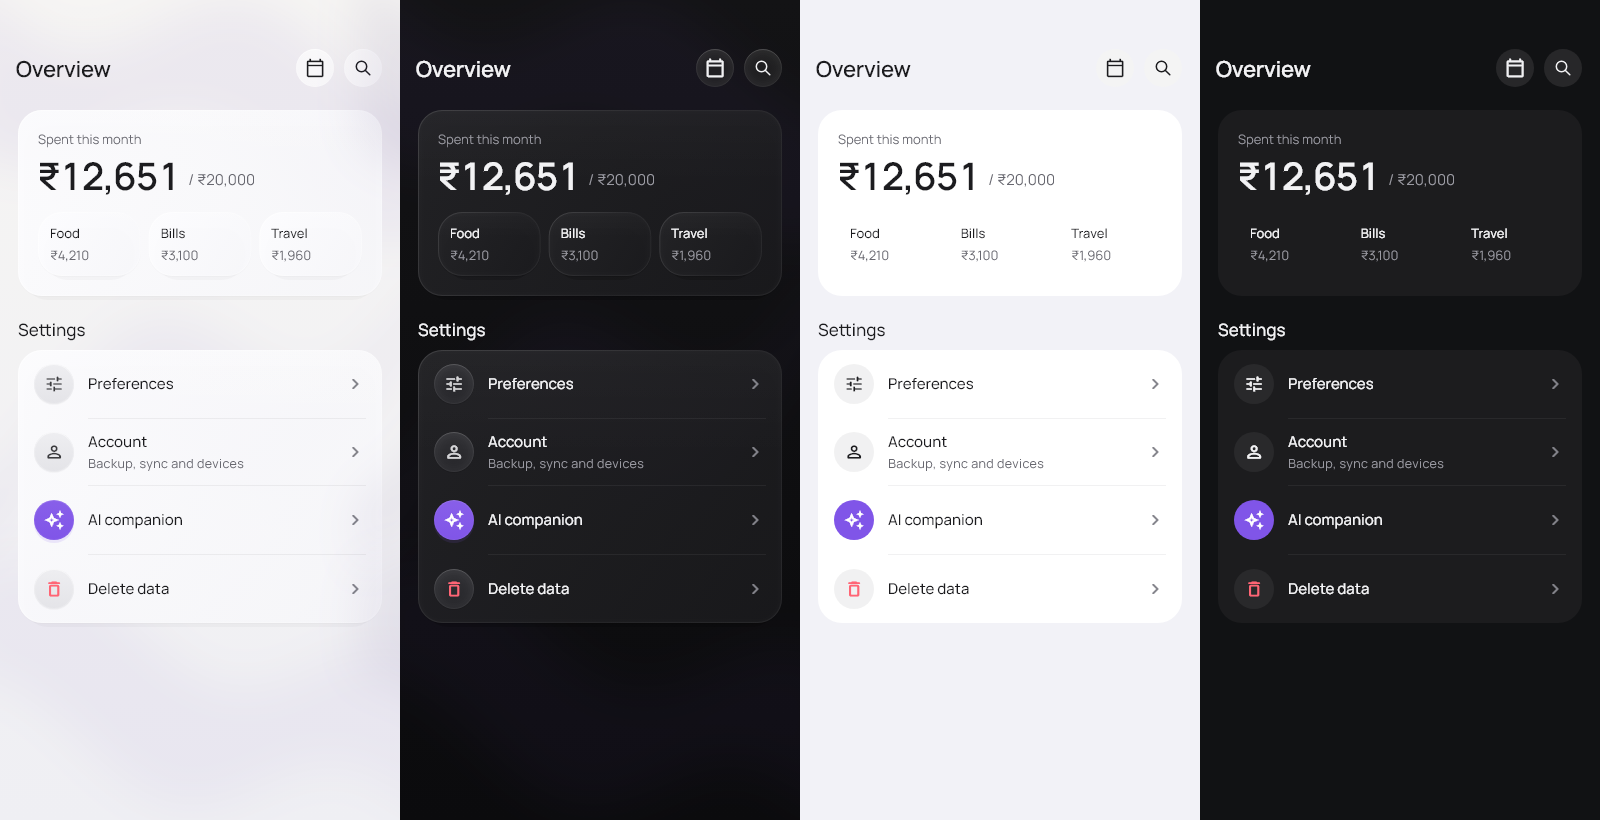 Overview
Spent this month
₹12,651 / ₹20,000
Food Bills Travel
₹4,210 ₹3,100 ₹1,960
Settings
Preferences
Account
Backup, sync and devices
AI companion
Delete data
Overview
Spent this month
₹12,651 / ₹20,000
Food Bills Travel
₹4,210 ₹3,100 ₹1,960
Settings
Preferences
Account
Backup, sync and devices
AI companion
Delete data
Overview
Spent this month
₹12,651 / ₹20,000
Food Bills Travel
₹4,210 ₹3,100 ₹1,960
Settings
Preferences
Account
Backup, sync and devices
AI companion
Delete data
Overview
Spent this month
₹12,651 / ₹20,000
Food Bills Travel
₹4,210 ₹3,100 ₹1,960
Settings
Preferences
Account
Backup, sync and devices
AI companion
Delete data